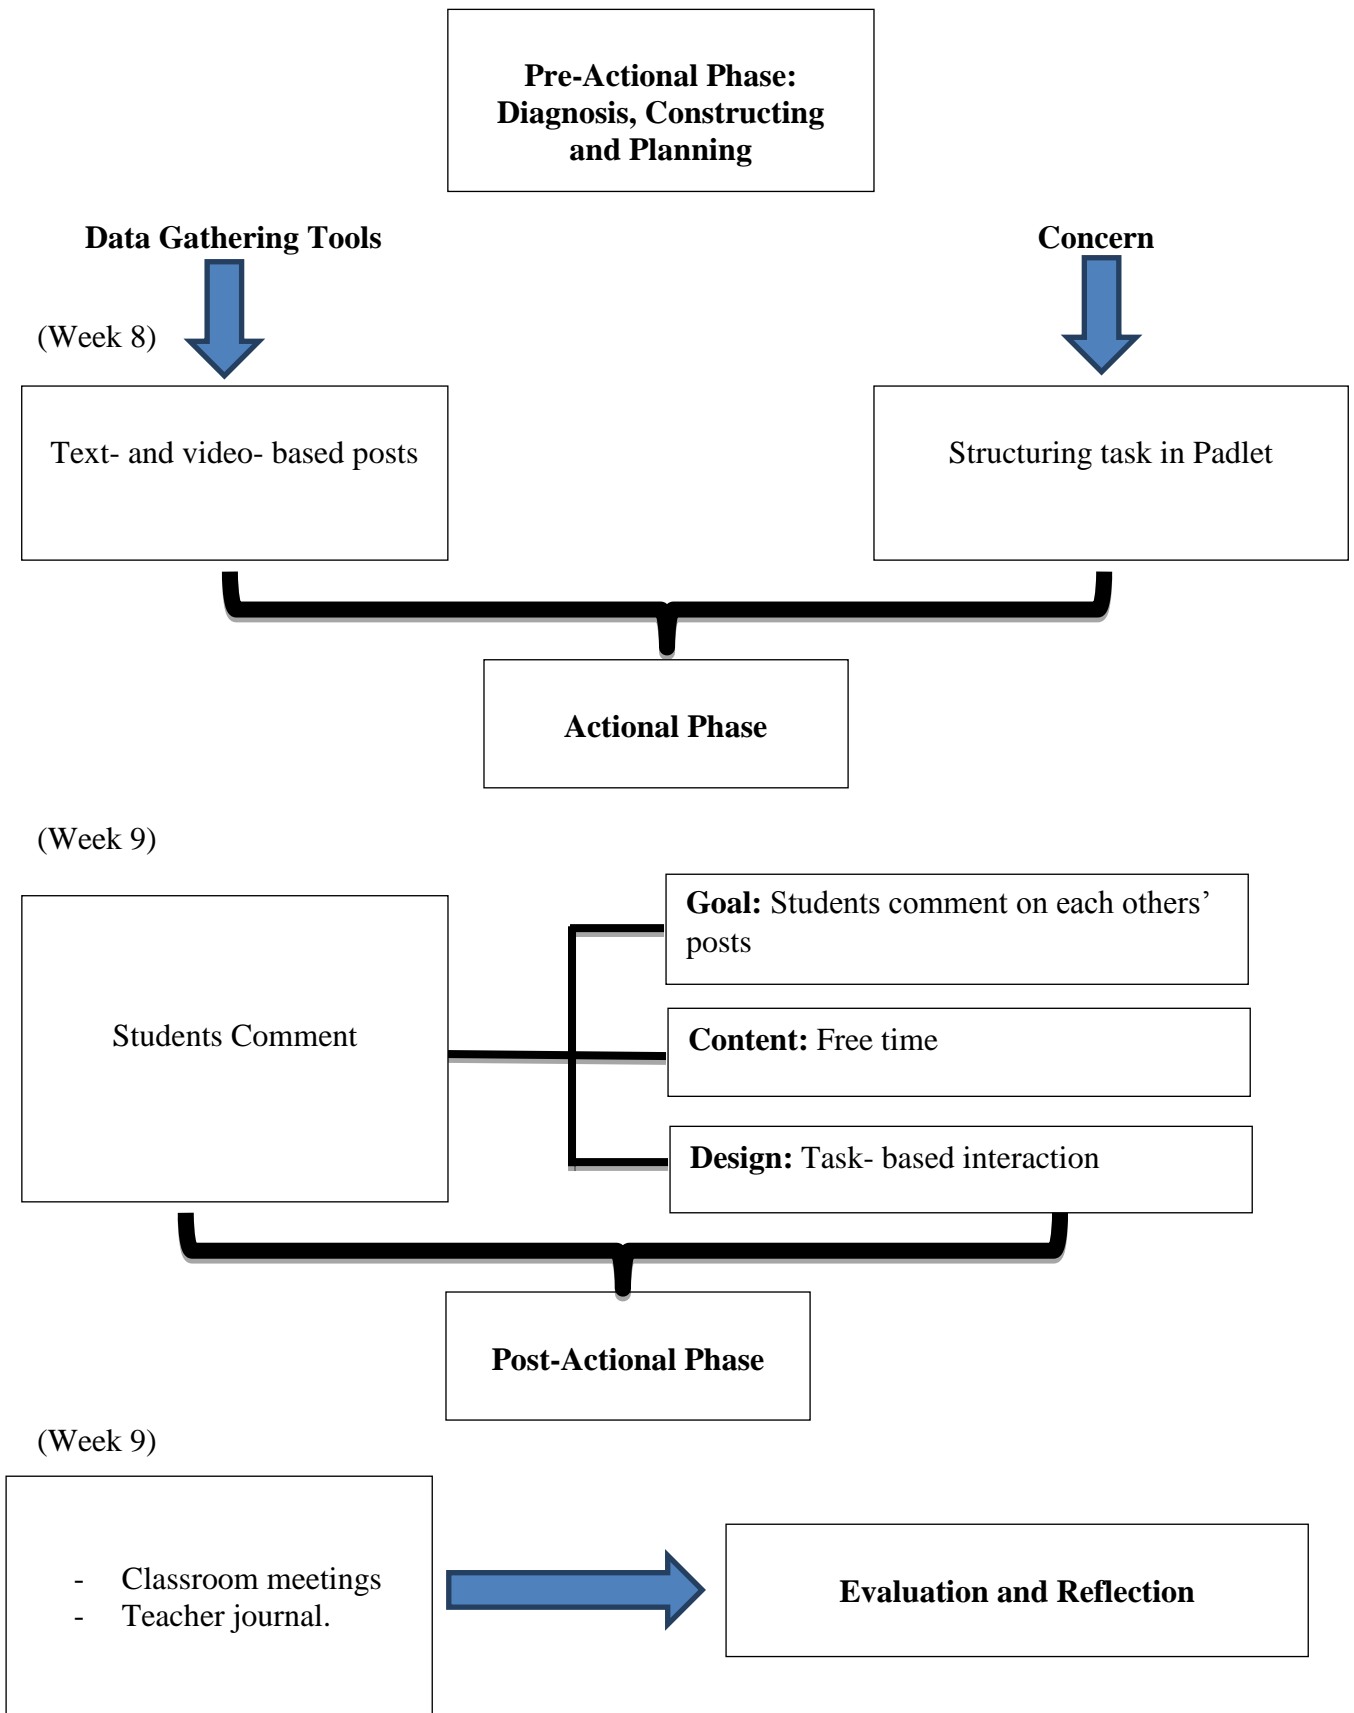 Pre-Actional Phase:
Diagnosis, Constructing
and Planning
Data Gathering Tools
Concern
(Week 8)
Text- and video- based posts
Structuring task in Padlet
Actional Phase
(Week 9)
Students Comment
Goal: Students comment on each others’
posts
Content: Free time
Design: Task- based interaction
Post-Actional Phase
(Week 9)
- Classroom meetings
- Teacher journal.
Evaluation and Reflection